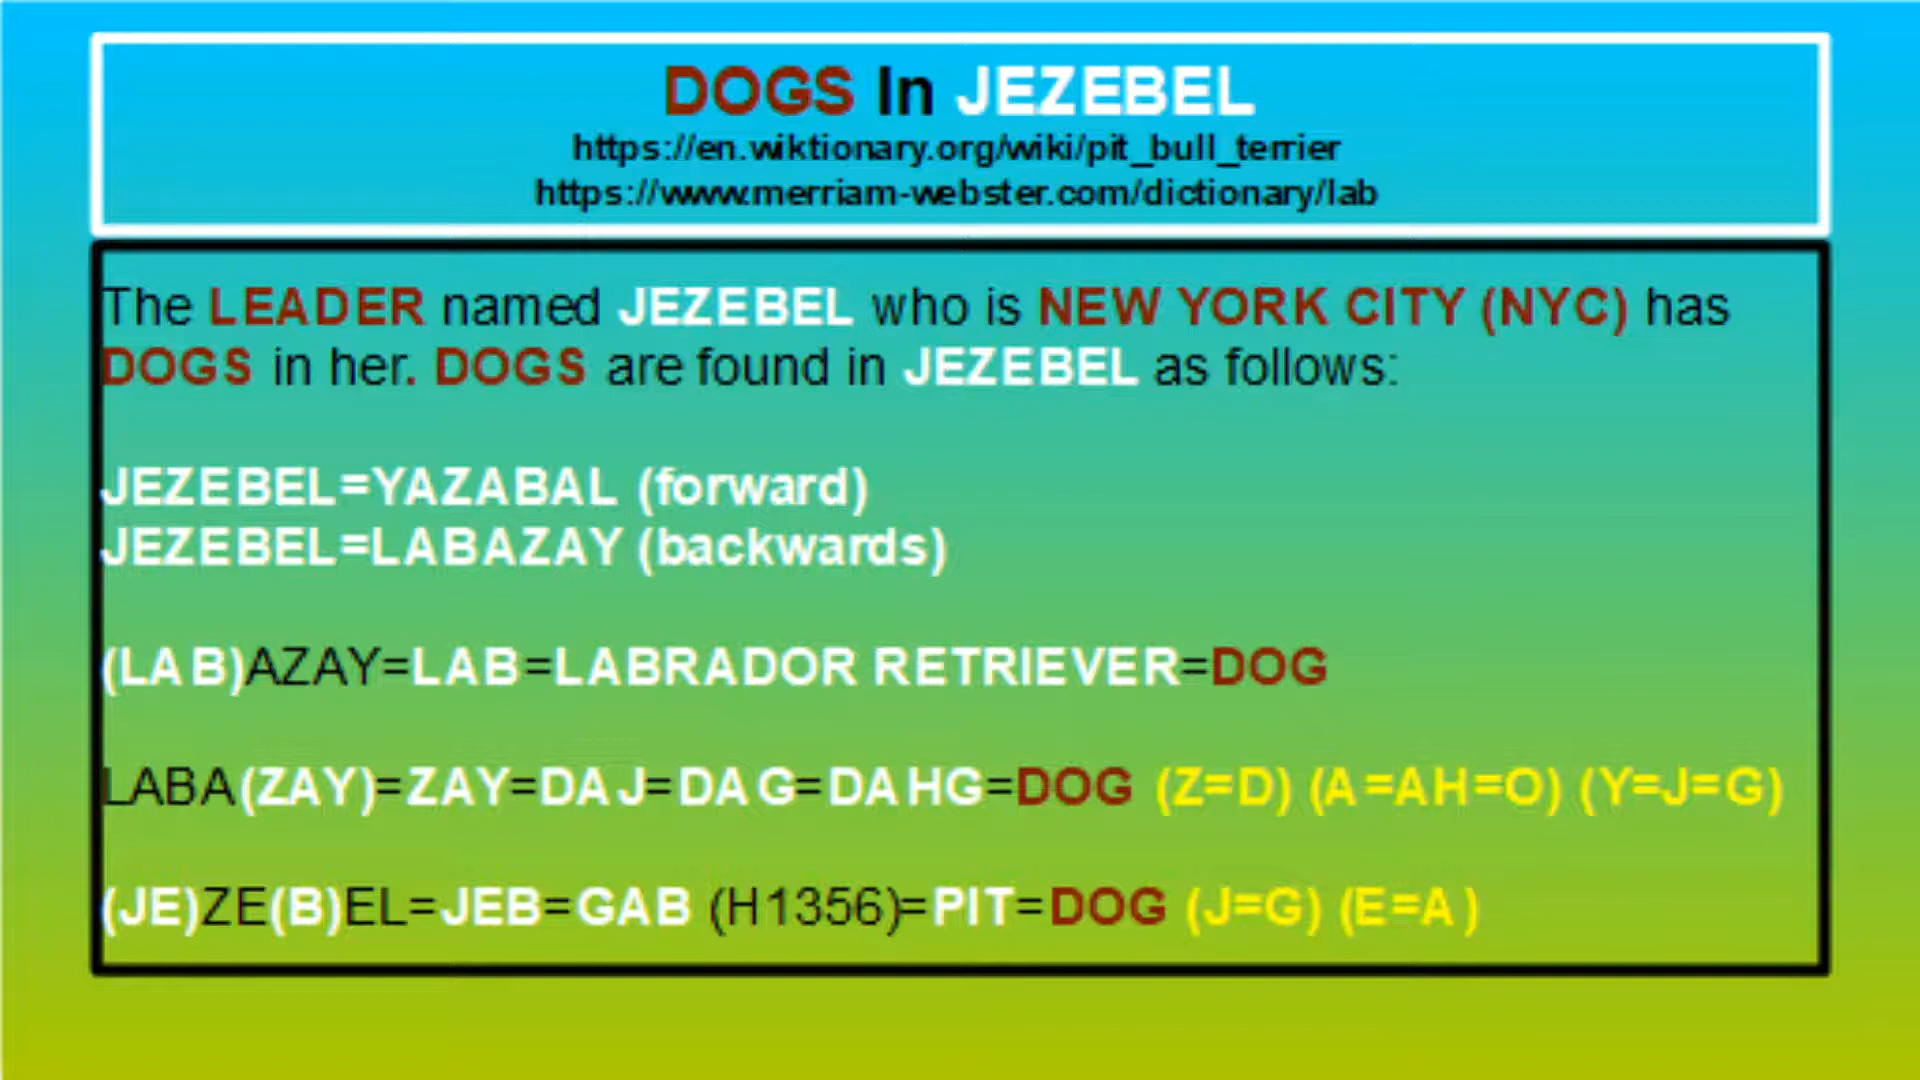 DOGS In JEZEBEL
https://en.wiktionary.org/wiki/pit_bull_terrier
https://www.merriam-webster.com/dictionary/lab
The LEADER named JEZEBEL who is NEW YORK CITY (NYC) has
DOGS in her. DOGS are found in JEZEBEL as follows:
JEZEBEL=YAZABAL (forward)
JEZEBEL=LABAZAY (backwards)
(LAB)AZAY=LAB=LABRADOR RETRIEVER=DOG
LABA(ZAY)=ZAY=DAJ=DAG=DAHG=DOG (Z=D) (A=AH=O) (Y=J=G)
(JE)ZE(B)EL=JEB=GAB (H1356)=PIT=DOG (J=G) (E=A)